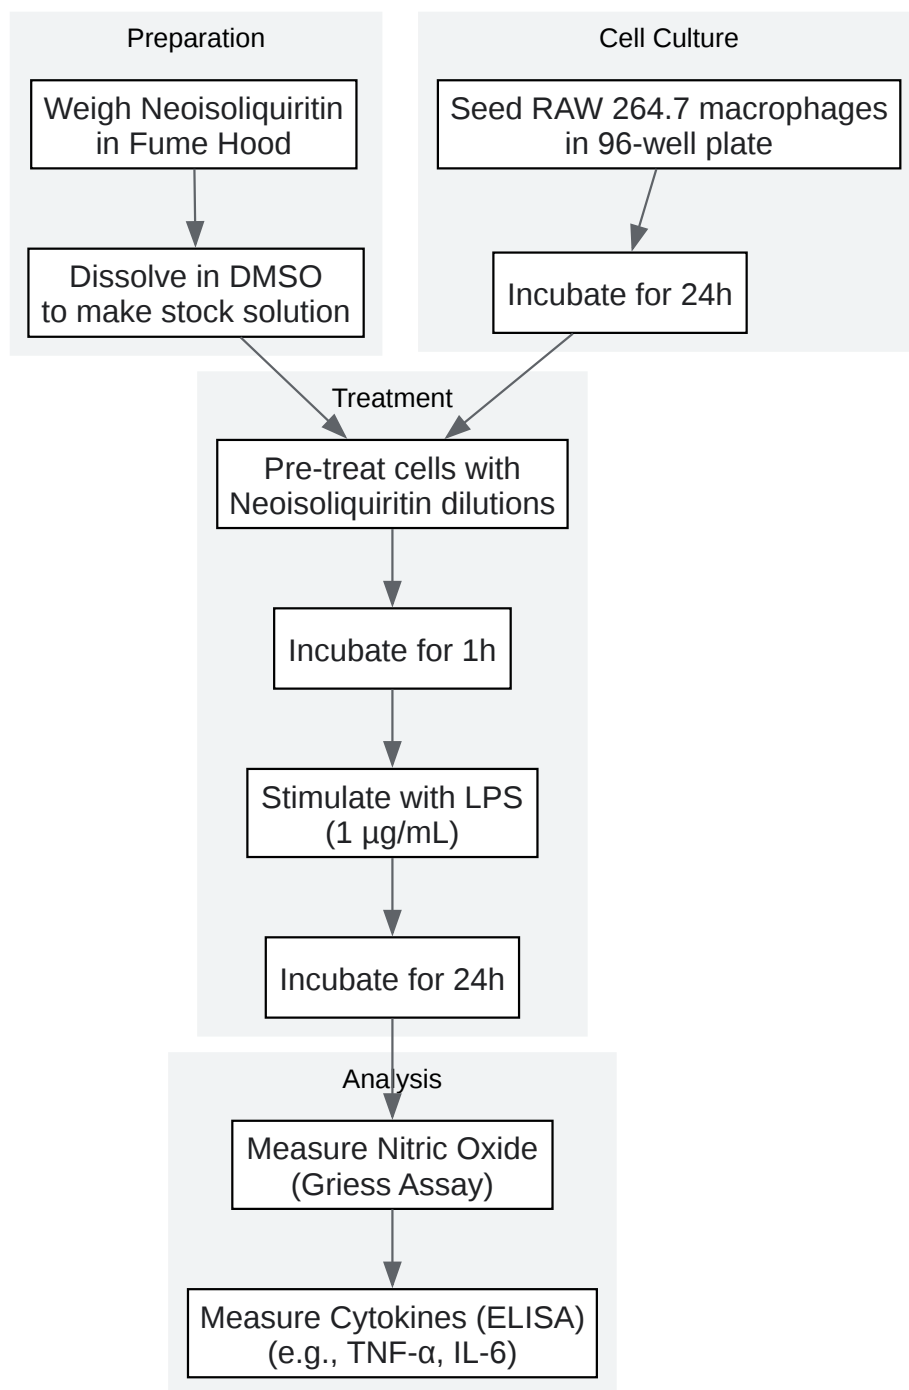 Preparation
Weigh Neoisoliquiritin
in Fume Hood
Dissolve in DMSO
to make stock solution
Cell Culture
Seed RAW 264.7 macrophages
in 96-well plate
Incubate for 24h
Treatment
Pre-treat cells with
Neoisoliquiritin dilutions
Incubate for 1h
Stimulate with LPS
(1 µg/mL)
Incubate for 24h
Analysis
Measure Nitric Oxide
(Griess Assay)
Measure Cytokines (ELISA)
(e.g., TNF-α, IL-6)